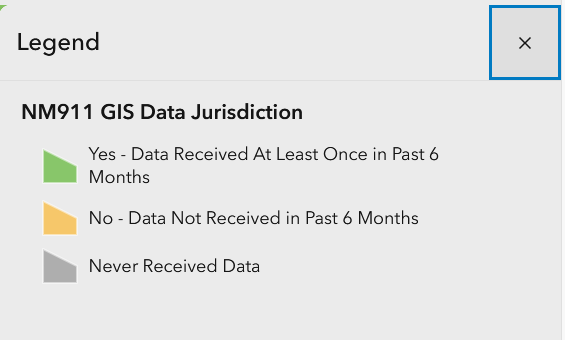 Legend
NM911 GIS Data Jurisdiction
Yes - Data Received At Least Once in Past 6
Months
No - Data Not Received in Past 6 Months
Never Received Data